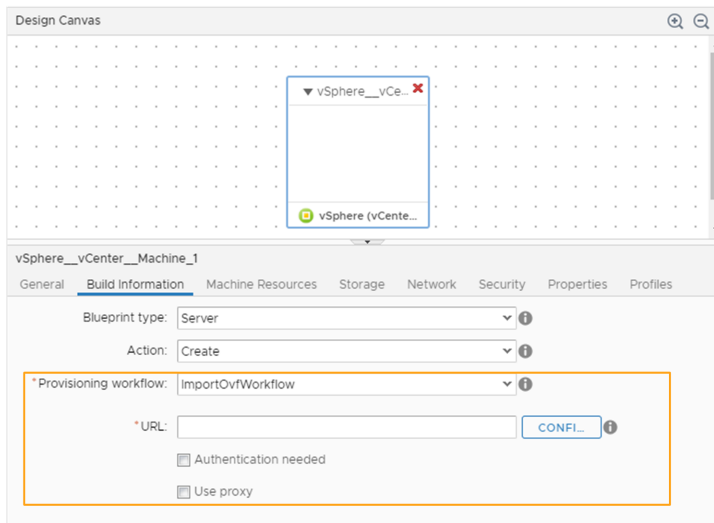 Design Canvas
vSphere__vCe...
vSphere (vCente...
vSphere__vCenter__Machine_1
General Build Information Machine Resources Storage Network Security Properties Profiles
Blueprint type: Server
Action: Create
*Provisioning workflow: ImportOvfWorkflow
*URL: CONFI...
Authentication needed
Use proxy